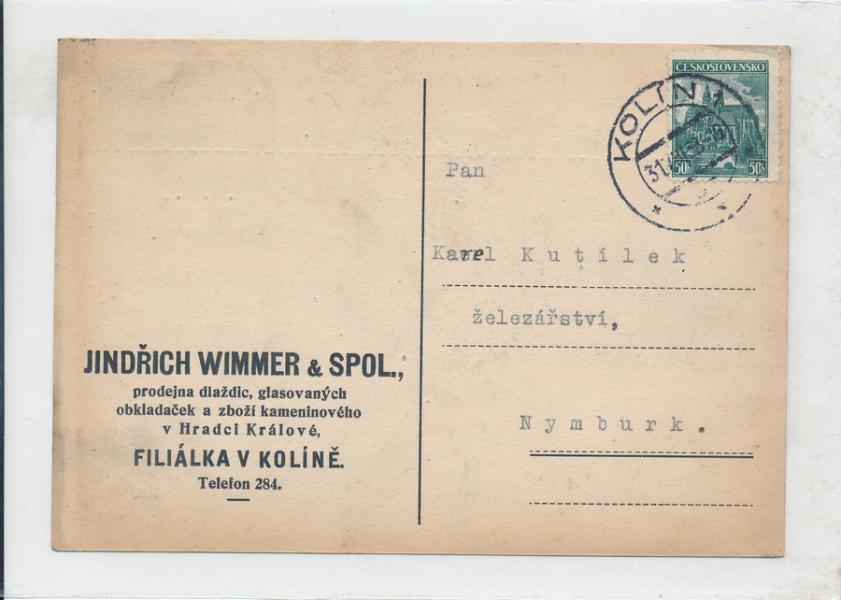 JINDŘICH WIMMER & SPOL.,
prodejna dlaždic, glasovaných
obkladaček a zboží kameninového
v Hradci Králové,
FILIÁLKA V KOLÍNĚ.
Telefon 284.
ČESKOSLOVENSKO
50h
50h
KOLÍN 1
Pan
Karel Kutílek
železářství,
Nymburk.